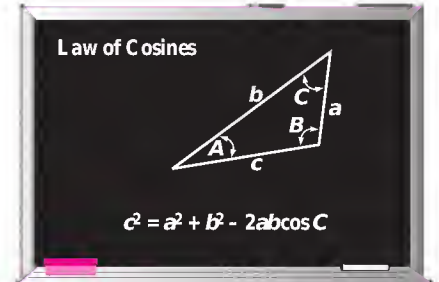 Law of Cosines
b
C
a
B
A
c
c² = a² + b² - 2abcos C